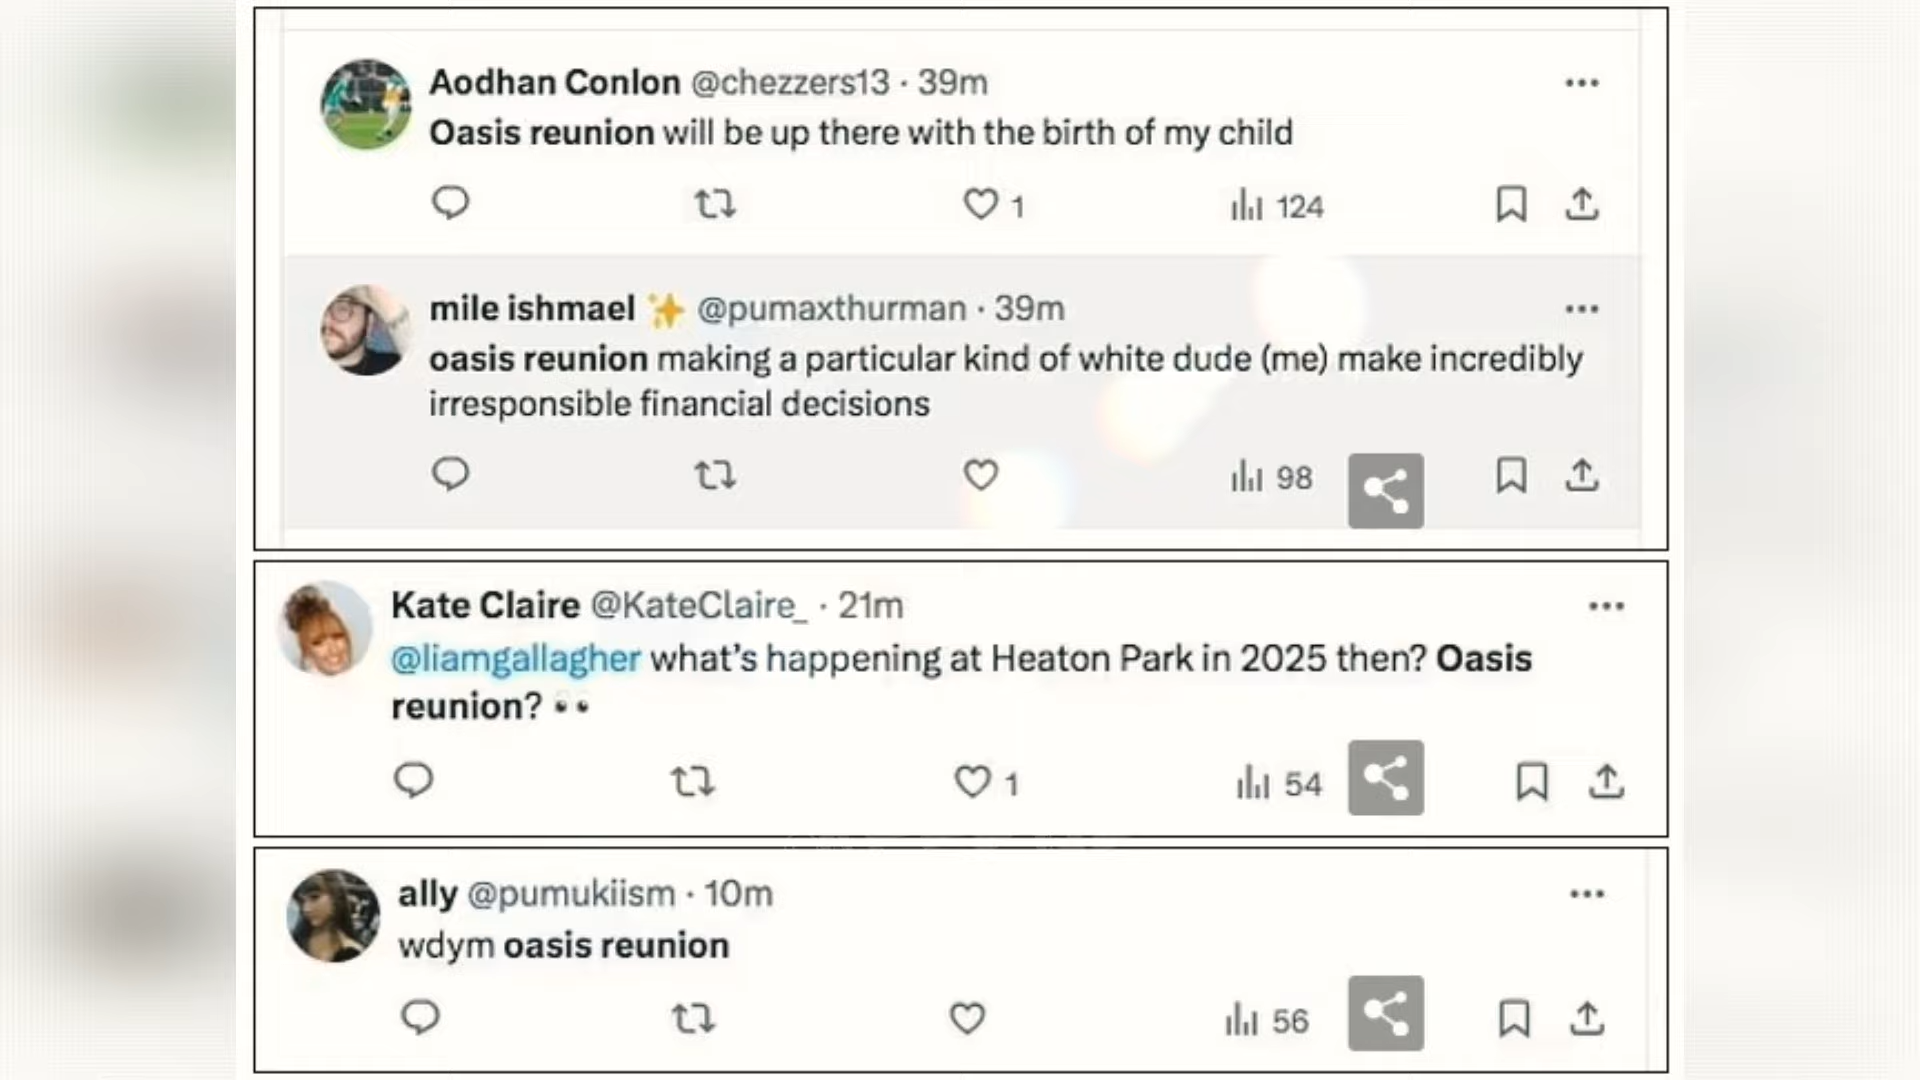 Aodhan Conlon @chezzers13 · 39m
Oasis reunion will be up there with the birth of my child
1 124
mile ishmael ✨ @pumaxthurman · 39m
oasis reunion making a particular kind of white dude (me) make incredibly
irresponsible financial decisions
98
Kate Claire @KateClaire_ · 21m
@liamgallagher what's happening at Heaton Park in 2025 then? Oasis
reunion? 👀
1 54
ally @pumukiism · 10m
wdym oasis reunion
56